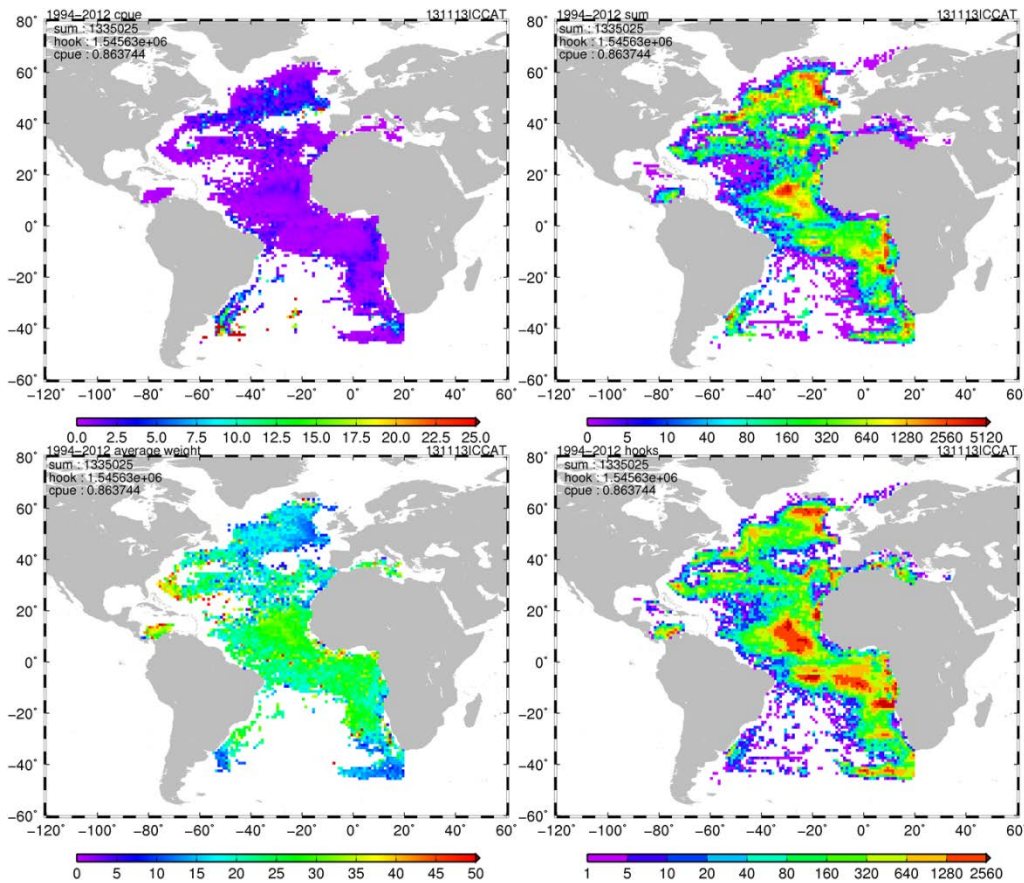 1994-2012 cpue 131113ICCAT
sum : 1335025
hook : 1.54563e+06
cpue : 0.863744
80°
60°
40°
20°
0°
−20°
−40°
−60°
−120° −100° −80° −60° −40° −20° 0° 20° 40° 60°
0.0 2.5 5.0 7.5 10.0 12.5 15.0 17.5 20.0 22.5 25.0
1994-2012 sum 131113ICCAT
sum : 1335025
hook : 1.54563e+06
cpue : 0.863744
80°
60°
40°
20°
0°
−20°
−40°
−60°
−120° −100° −80° −60° −40° −20° 0° 20° 40° 60°
0 5 10 20 40 80 160 320 640 1280 2560 5120
1994-2012 average weight 131113ICCAT
sum : 1335025
hook : 1.54563e+06
cpue : 0.863744
80°
60°
40°
20°
0°
−20°
−40°
−60°
−120° −100° −80° −60° −40° −20° 0° 20° 40° 60°
0 5 10 15 20 25 30 35 40 45 50
1994-2012 hooks 131113ICCAT
sum : 1335025
hook : 1.54563e+06
cpue : 0.863744
80°
60°
40°
20°
0°
−20°
−40°
−60°
−120° −100° −80° −60° −40° −20° 0° 20° 40° 60°
1 5 10 20 40 80 160 320 640 1280 2560